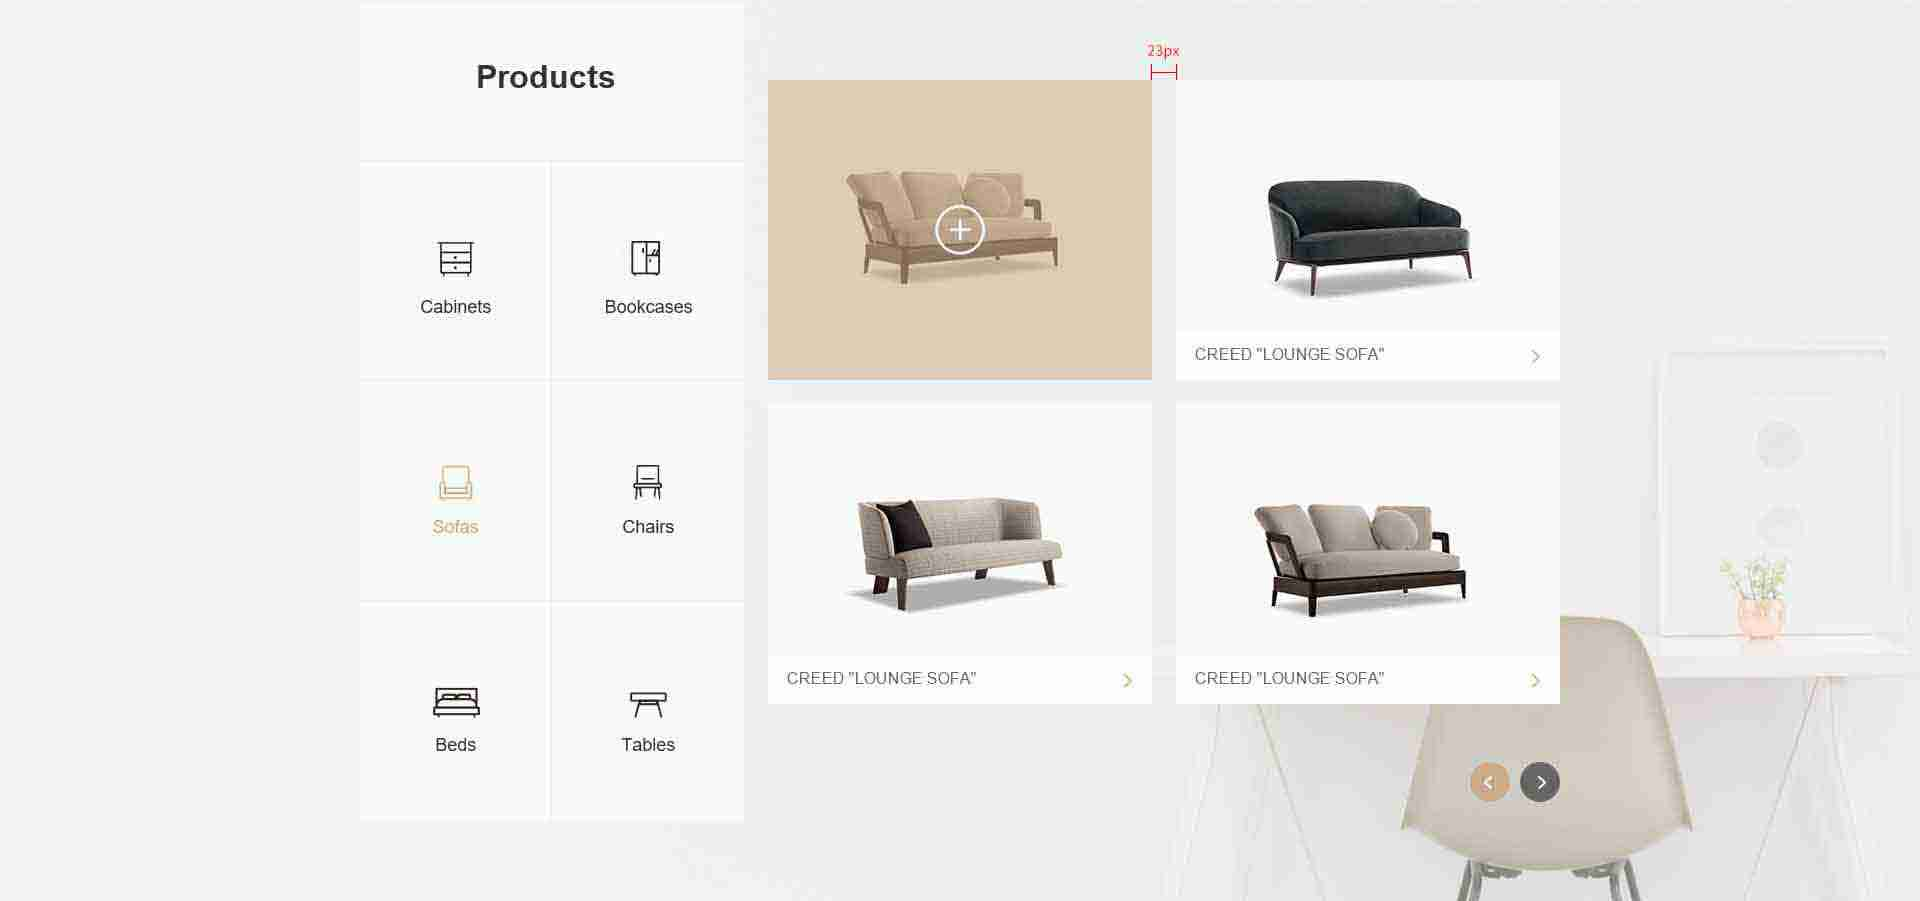 Products
Cabinets
Bookcases
Sofas
Chairs
Beds
Tables
23px
CREED "LOUNGE SOFA"
CREED "LOUNGE SOFA"
CREED "LOUNGE SOFA"